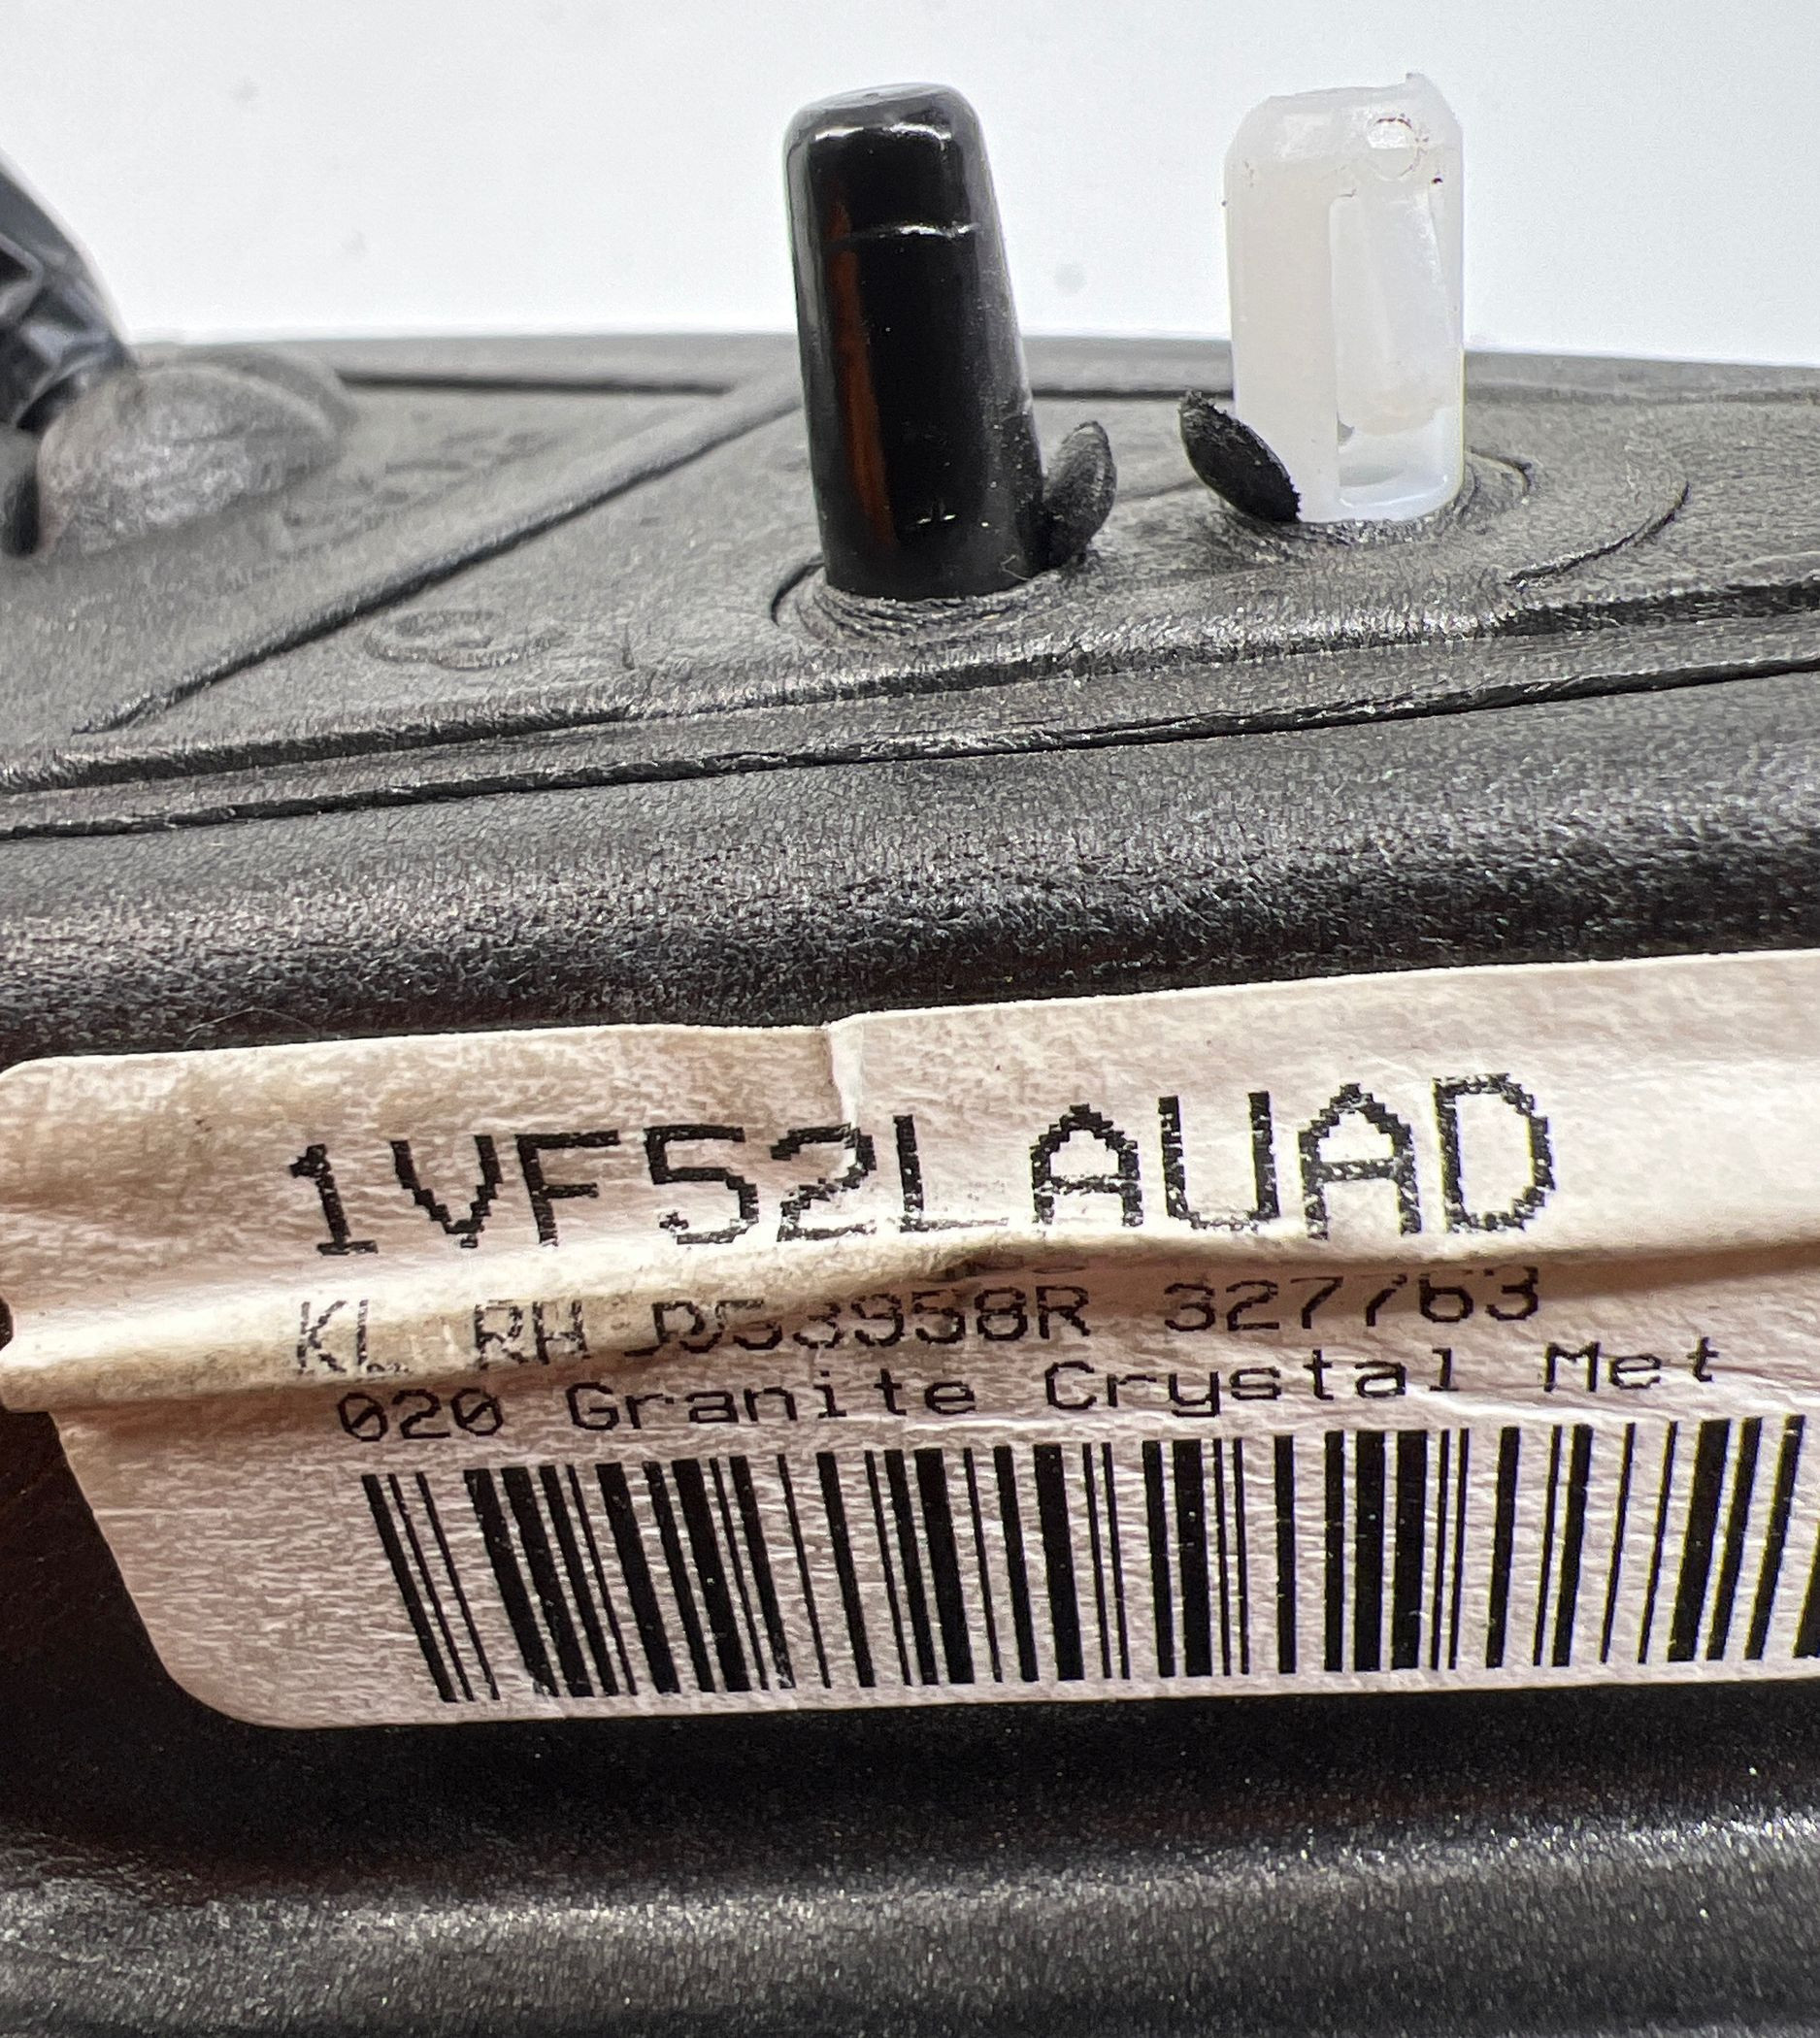 1VF52LAUAD
KL RH D53958R 327763
020 Granite Crystal Met